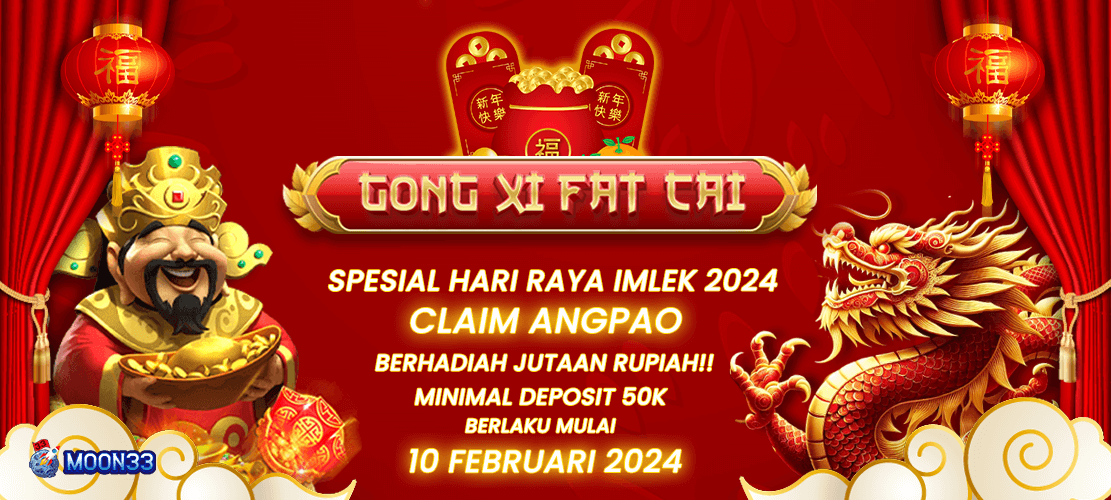 福
福
新年
快樂
新年
快樂
福
GONG XI FAT CAI
SPESIAL HARI RAYA IMLEK 2024
CLAIM ANGPAO
BERHADIAH JUTAAN RUPIAH!!
MINIMAL DEPOSIT 50K
BERLAKU MULAI
10 FEBRUARI 2024
MOON33